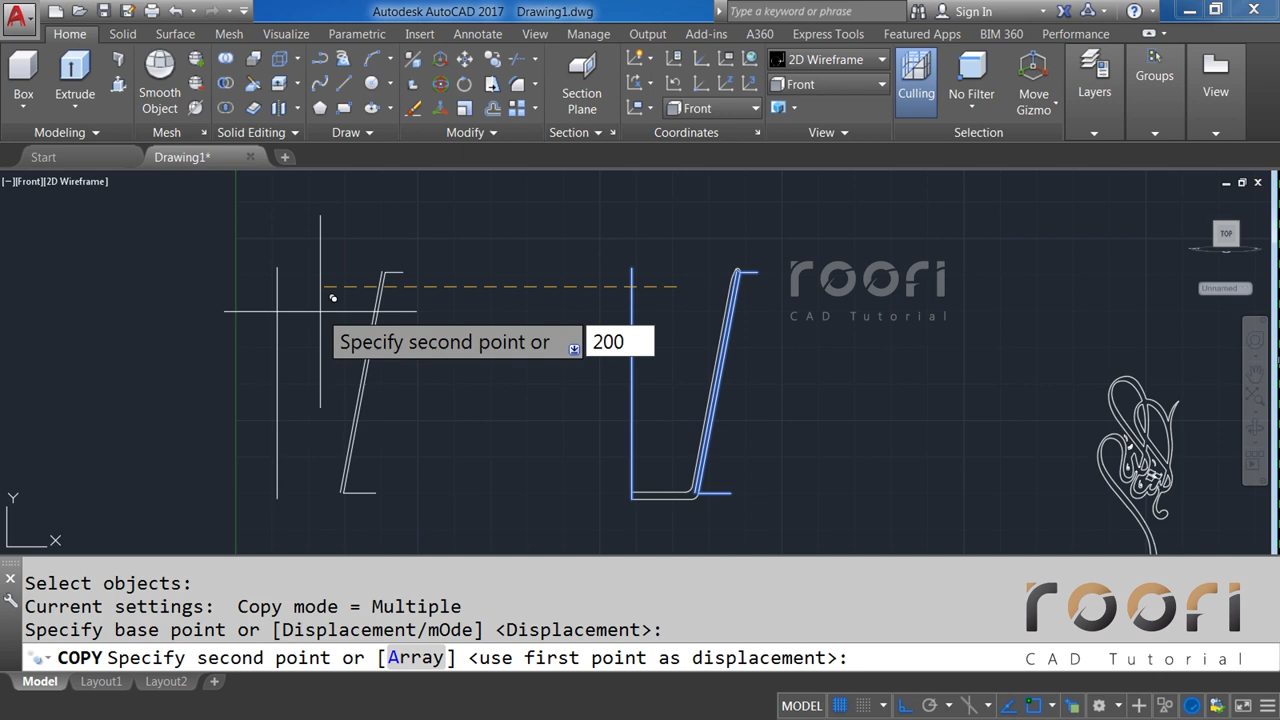 Autodesk AutoCAD 2017 Drawing1.dwg
Type a keyword or phrase
Sign In
Home Solid Surface Mesh Visualize Parametric Insert Annotate View Manage Output Add-ins A360 Express Tools Featured Apps BIM 360 Performance
2D Wireframe
Front
Front
Box
Extrude
Smooth
Object
Section
Plane
Culling
No Filter
Move
Gizmo
Layers
Groups
View
Modeling Mesh Solid Editing Draw Modify Section Coordinates View Selection
Start Drawing1*
[−][Front][2D Wireframe]
TOP
Unnamed
roori
CAD Tutorial
Specify second point or 200
Y
X
Select objects:
Current settings:  Copy mode = Multiple
Specify base point or [Displacement/mOde] <Displacement>:
COPY Specify second point or [Array] <use first point as displacement>:
roori
CAD Tutorial
Model Layout1 Layout2
MODEL